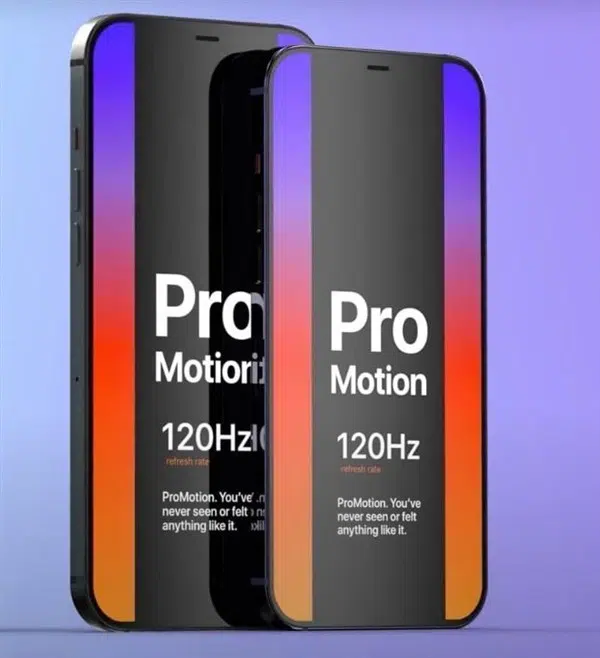 Pro
Motion
120Hz
refresh rate
ProMotion. You've
never seen or felt
anything like it.
Pro
Motion
120Hz
refresh rate
ProMotion. You've
never seen or felt
anything like it.